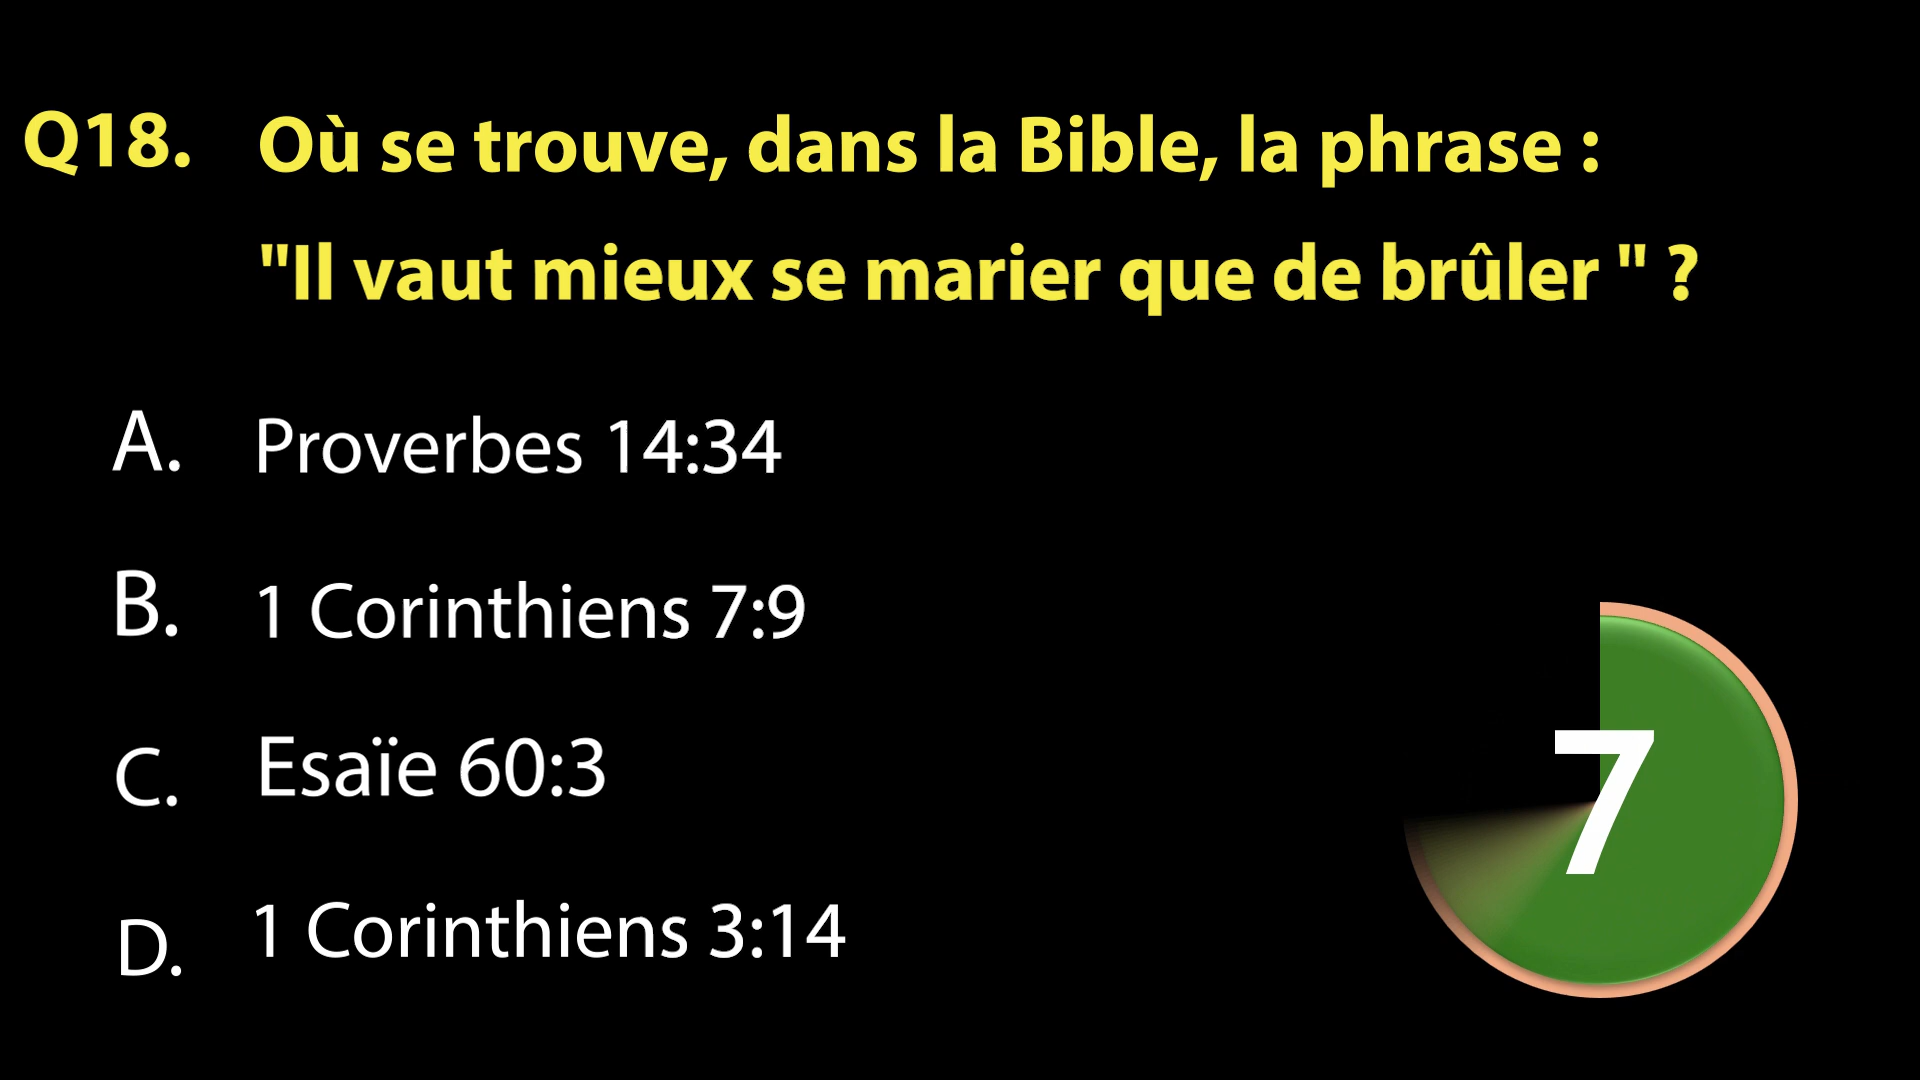 Q18. Où se trouve, dans la Bible, la phrase :
"Il vaut mieux se marier que de brûler " ?
A. Proverbes 14:34
B. 1 Corinthiens 7:9
C. Esaïe 60:3
D. 1 Corinthiens 3:14
7